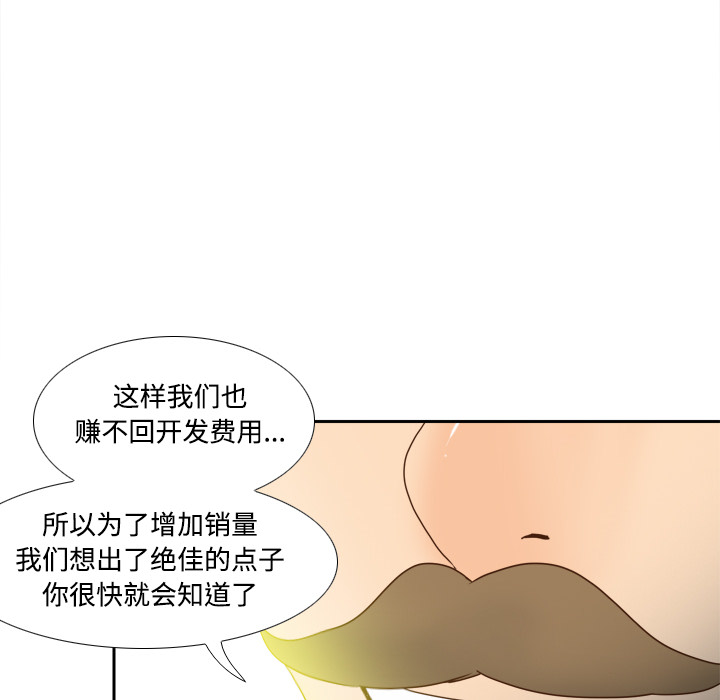 这样我们也
赚不回开发费用...
所以为了增加销量
我们想出了绝佳的点子
你很快就会知道了